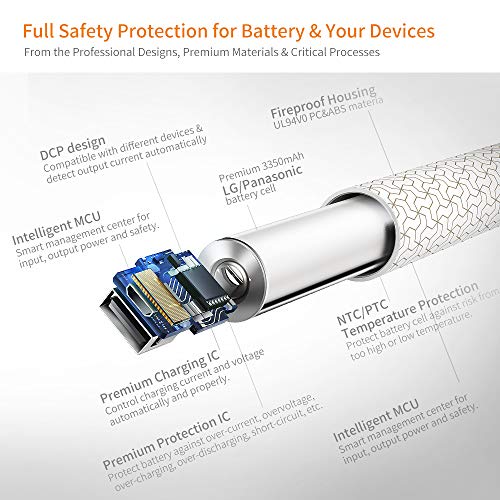 Full Safety Protection for Battery & Your Devices
From the Professional Designs, Premium Materials & Critical Processes
Fireproof Housing
UL94V0 PC&ABS materia
DCP design
Compatible with different devices &
detect output current automatically
Premium 3350mAh
LG/Panasonic
battery cell
Intelligent MCU
Smart management center for
input, output power and safety.
NTC/PTC
Temperature Protection
Protect battery cell against risk from
too high or low temperature.
Premium Charging IC
Control charging current and voltage
automatically and properly.
Premium Protection IC
Protect battery against over-current, overvoltage,
over-charging, over-discharging, short-circuit, etc.
Intelligent MCU
Smart management center for
input, output power and safety.